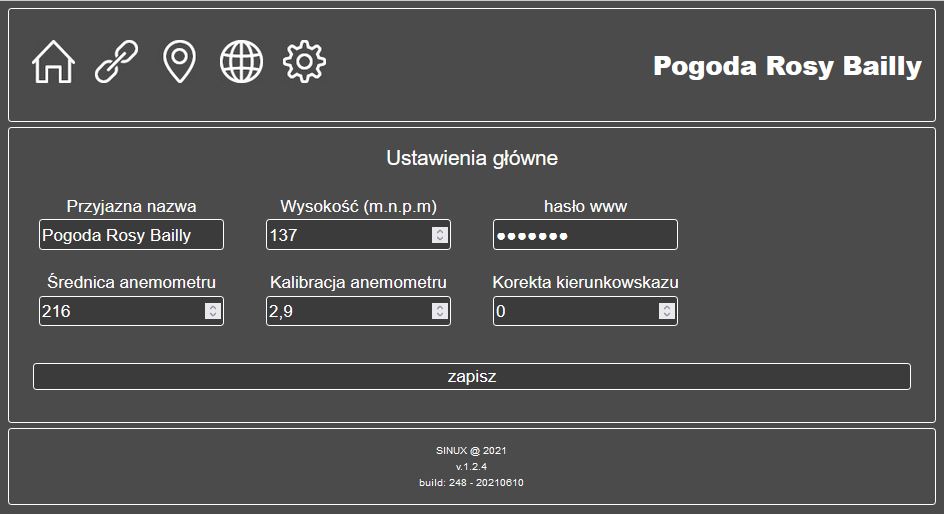 Pogoda Rosy Bailly
Ustawienia główne
Przyjazna nazwa Wysokość (m.n.p.m) hasło www
Pogoda Rosy Bailly 137 ●●●●●●●
Średnica anemometru Kalibracja anemometru Korekta kierunkowskazu
216 2,9 0
zapisz
SINUX @ 2021
v.1.2.4
build: 248 - 20210610